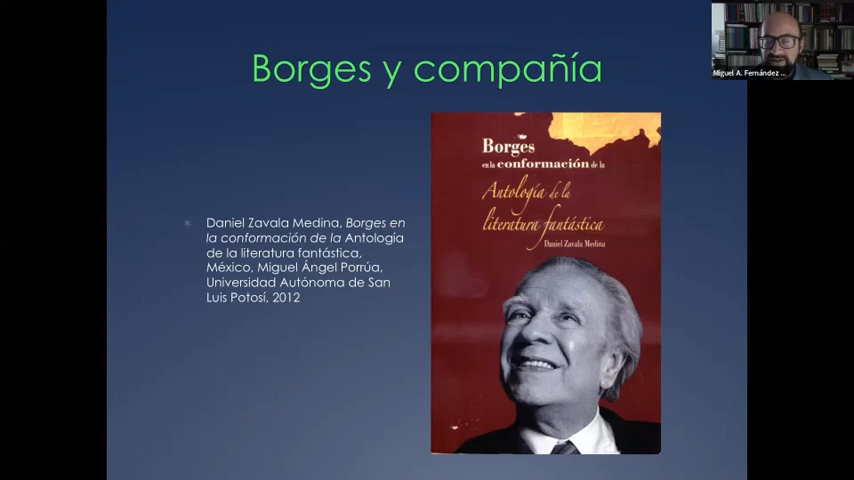 Borges y compañía
Miguel A. Fernández ...
Borges
en la conformación de la
Antología de la
literatura fantástica
Daniel Zavala Medina
Daniel Zavala Medina, Borges en
la conformación de la Antología
de la literatura fantástica,
México, Miguel Ángel Porrúa,
Universidad Autónoma de San
Luis Potosí, 2012